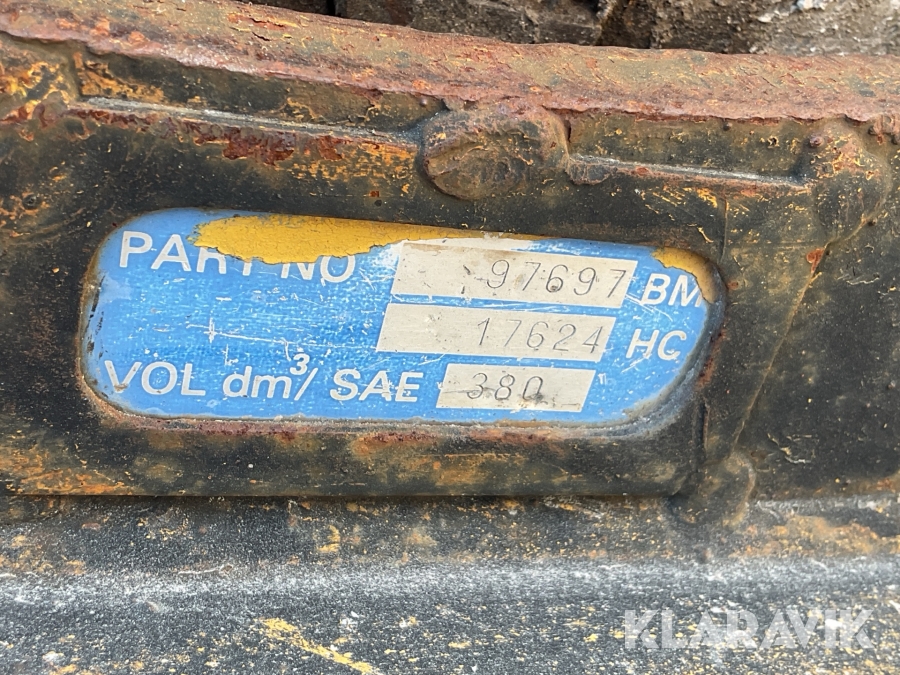 PART NO 97697 BM
17624 HC
VOL dm³/ SAE 380
KLARAVIK